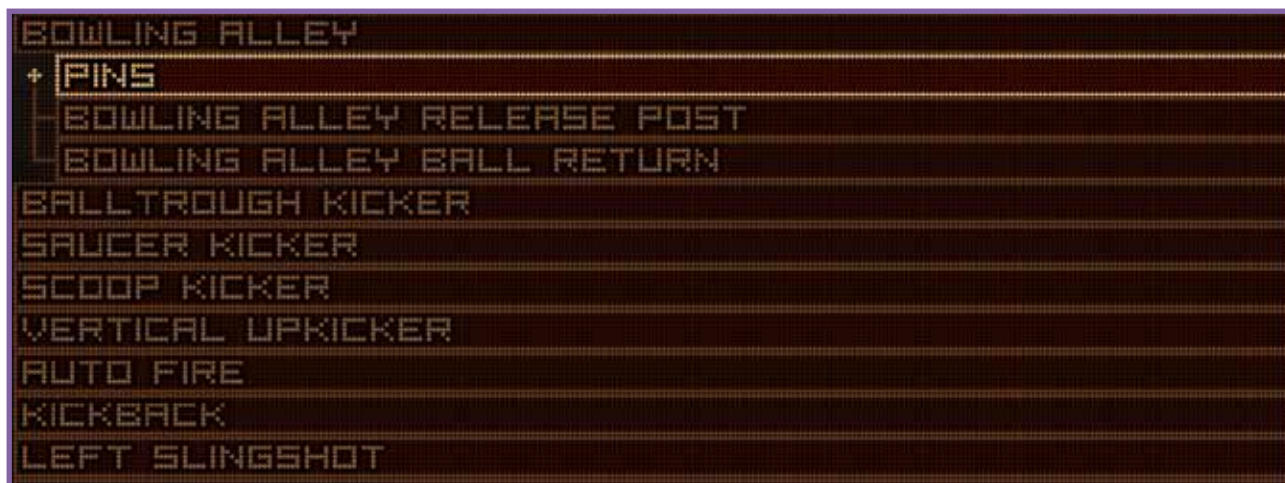 BOWLING ALLEY
PINS
BOWLING ALLEY RELEASE POST
BOWLING ALLEY BALL RETURN
BALLTROUGH KICKER
SAUCER KICKER
SCOOP KICKER
VERTICAL UPKICKER
AUTO FIRE
KICKBACK
LEFT SLINGSHOT